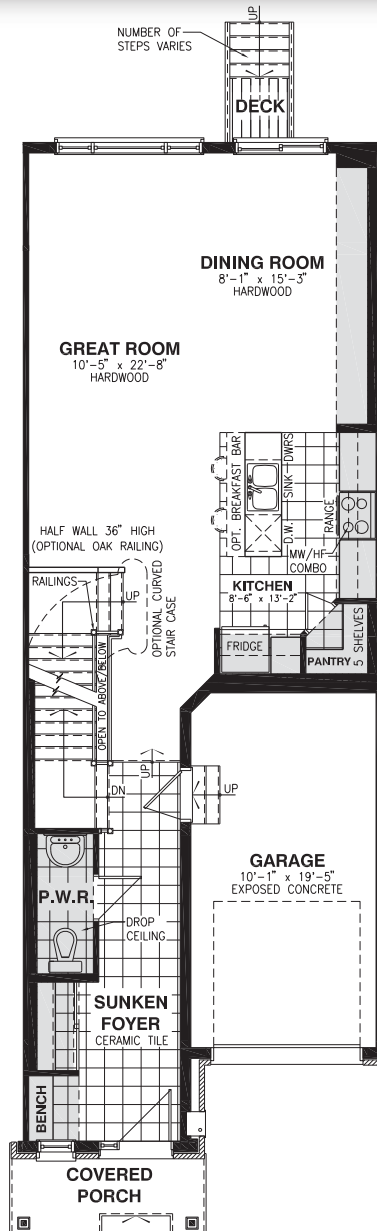 UP
NUMBER OF
STEPS VARIES
DECK
DINING ROOM
8'-1" x 15'-3"
HARDWOOD
GREAT ROOM
10'-5" x 22'-8"
HARDWOOD
OPT. BREAKFAST BAR
SINK DWRS
D.W.
RANGE
MW/HF
COMBO
KITCHEN
8'-6" x 13'-2"
HALF WALL 36" HIGH
(OPTIONAL OAK RAILING)
RAILINGS
UP
OPTIONAL CURVED
STAIR CASE
OPEN TO ABOVE/BELOW
FRIDGE
PANTRY
5 SHELVES
UP
DN
UP
GARAGE
10'-1" x 19'-5"
EXPOSED CONCRETE
P.W.R.
DROP
CEILING
SUNKEN
FOYER
CERAMIC TILE
BENCH
COVERED
PORCH